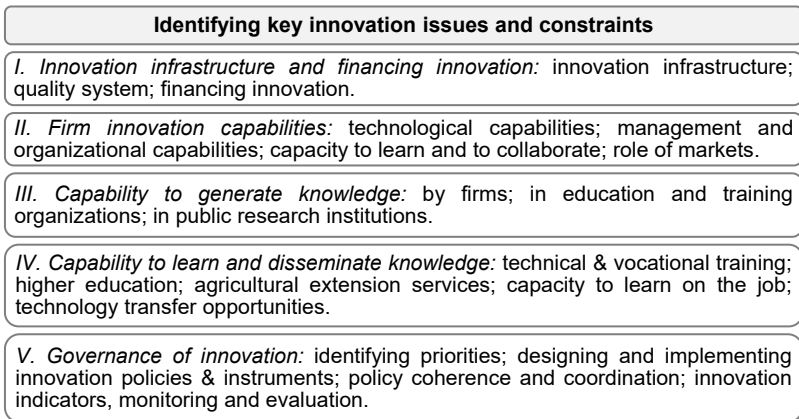 Identifying key innovation issues and constraints
I. Innovation infrastructure and financing innovation: innovation infrastructure;
quality system; financing innovation.
II. Firm innovation capabilities: technological capabilities; management and
organizational capabilities; capacity to learn and to collaborate; role of markets.
III. Capability to generate knowledge: by firms; in education and training
organizations; in public research institutions.
IV. Capability to learn and disseminate knowledge: technical & vocational training;
higher education; agricultural extension services; capacity to learn on the job;
technology transfer opportunities.
V. Governance of innovation: identifying priorities; designing and implementing
innovation policies & instruments; policy coherence and coordination; innovation
indicators, monitoring and evaluation.